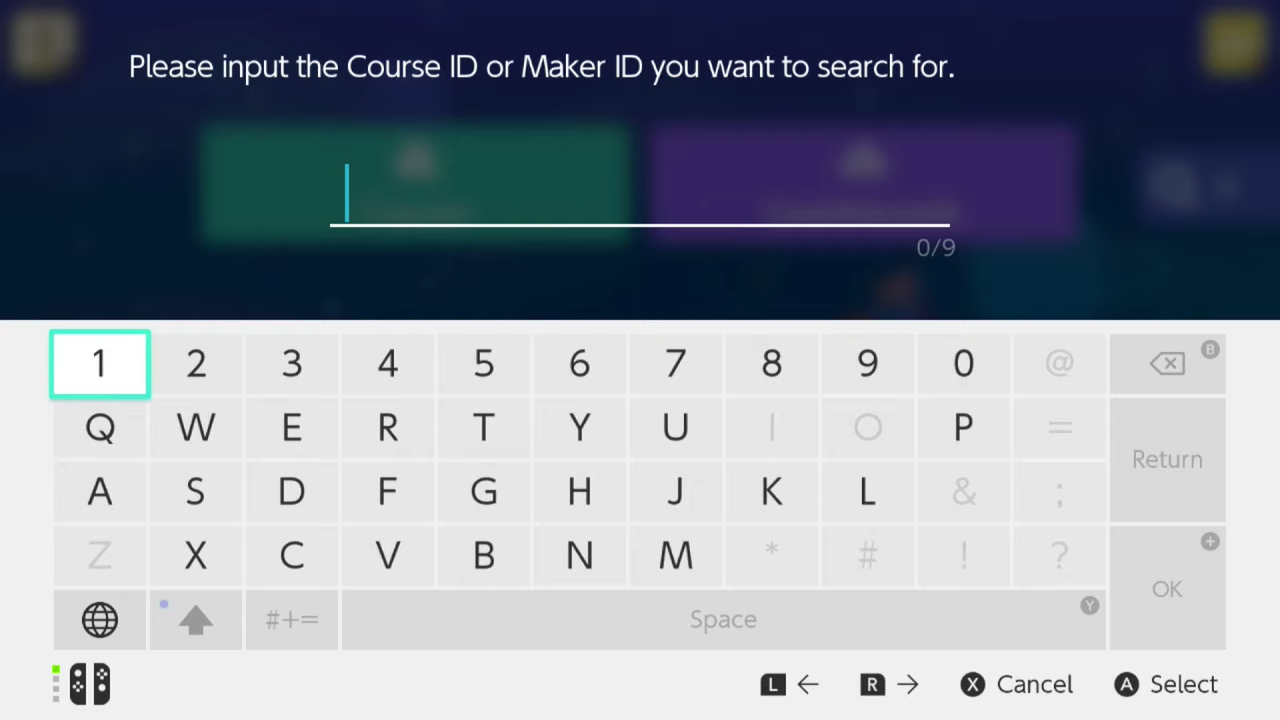 Please input the Course ID or Maker ID you want to search for.
0/9
1 2 3 4 5 6 7 8 9 0 @ B
Q W E R T Y U I O P =
Return
A S D F G H J K L & ;
Z X C V B N M * # ! ? +
OK
#+= Space Y
L ← R → X Cancel A Select